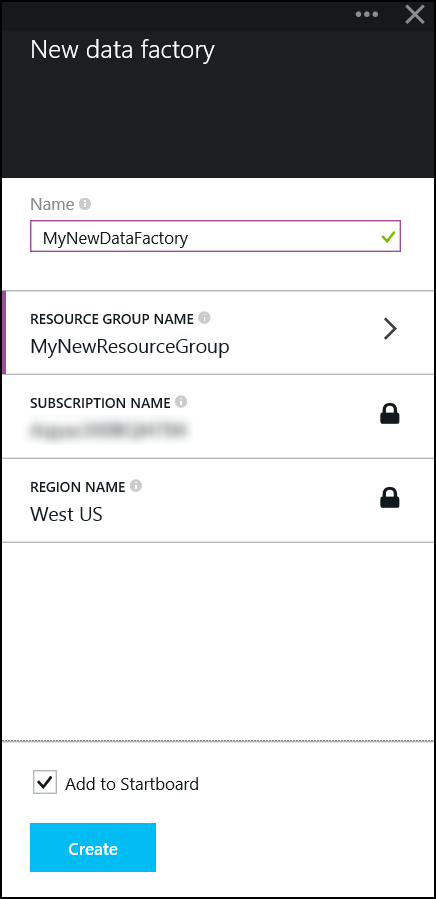 New data factory
Name
MyNewDataFactory
RESOURCE GROUP NAME
MyNewResourceGroup
SUBSCRIPTION NAME
REGION NAME
West US
Add to Startboard
Create